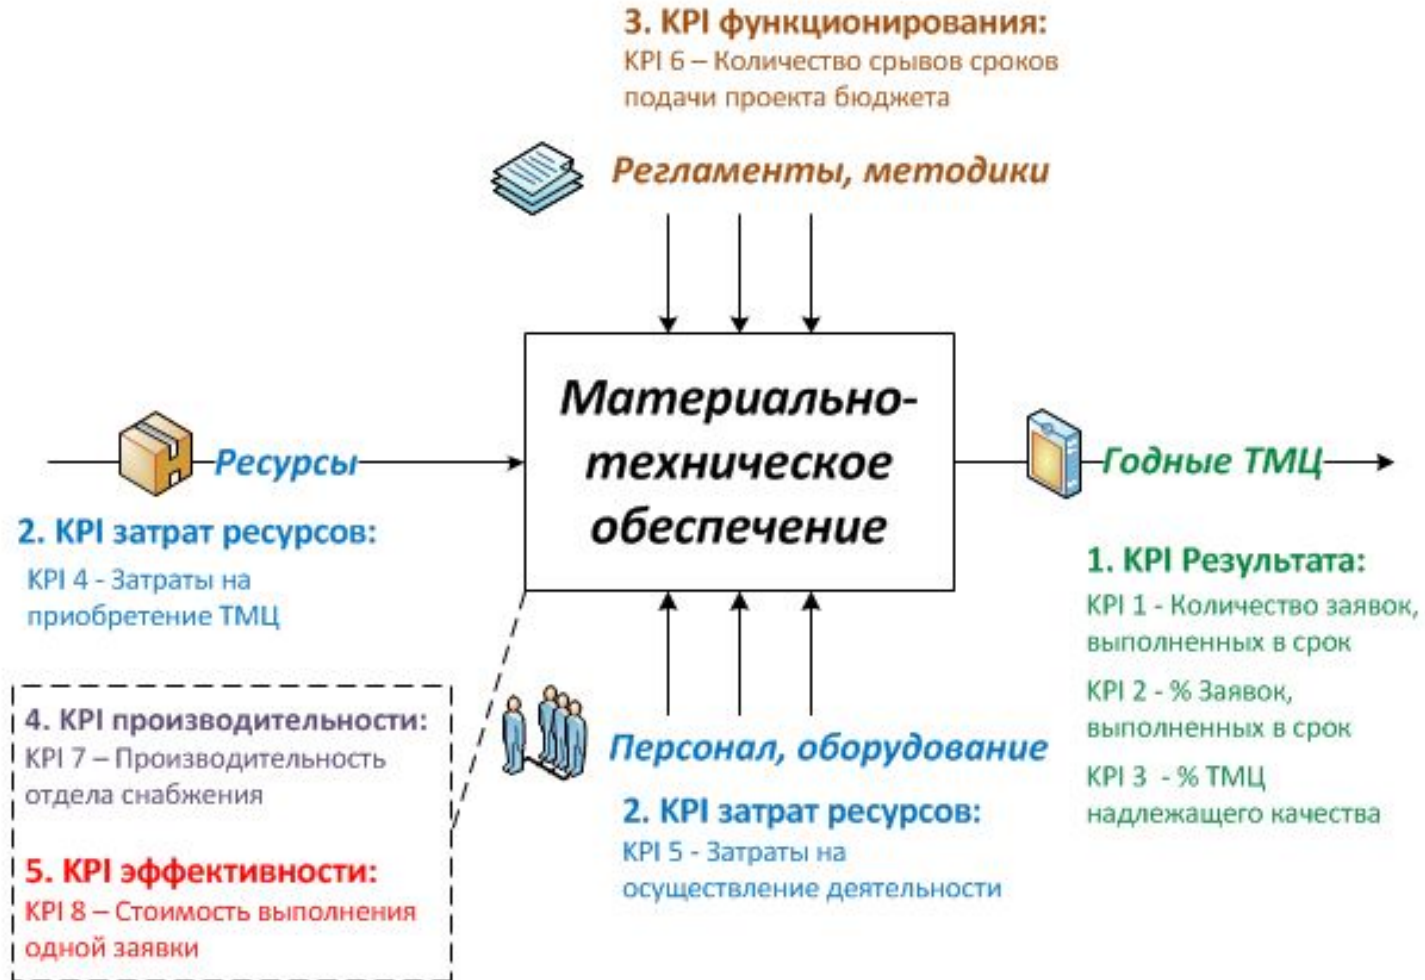 3. KPI функционирования:
KPI 6 – Количество срывов сроков
подачи проекта бюджета
Регламенты, методики
Материально-
техническое
обеспечение
Ресурсы
Годные ТМЦ
2. KPI затрат ресурсов:
KPI 4 - Затраты на
приобретение ТМЦ
1. KPI Результата:
KPI 1 - Количество заявок,
выполненных в срок
KPI 2 - % Заявок,
выполненных в срок
KPI 3 - % ТМЦ
надлежащего качества
4. KPI производительности:
KPI 7 – Производительность
отдела снабжения
5. KPI эффективности:
KPI 8 – Стоимость выполнения
одной заявки
Персонал, оборудование
2. KPI затрат ресурсов:
KPI 5 - Затраты на
осуществление деятельности